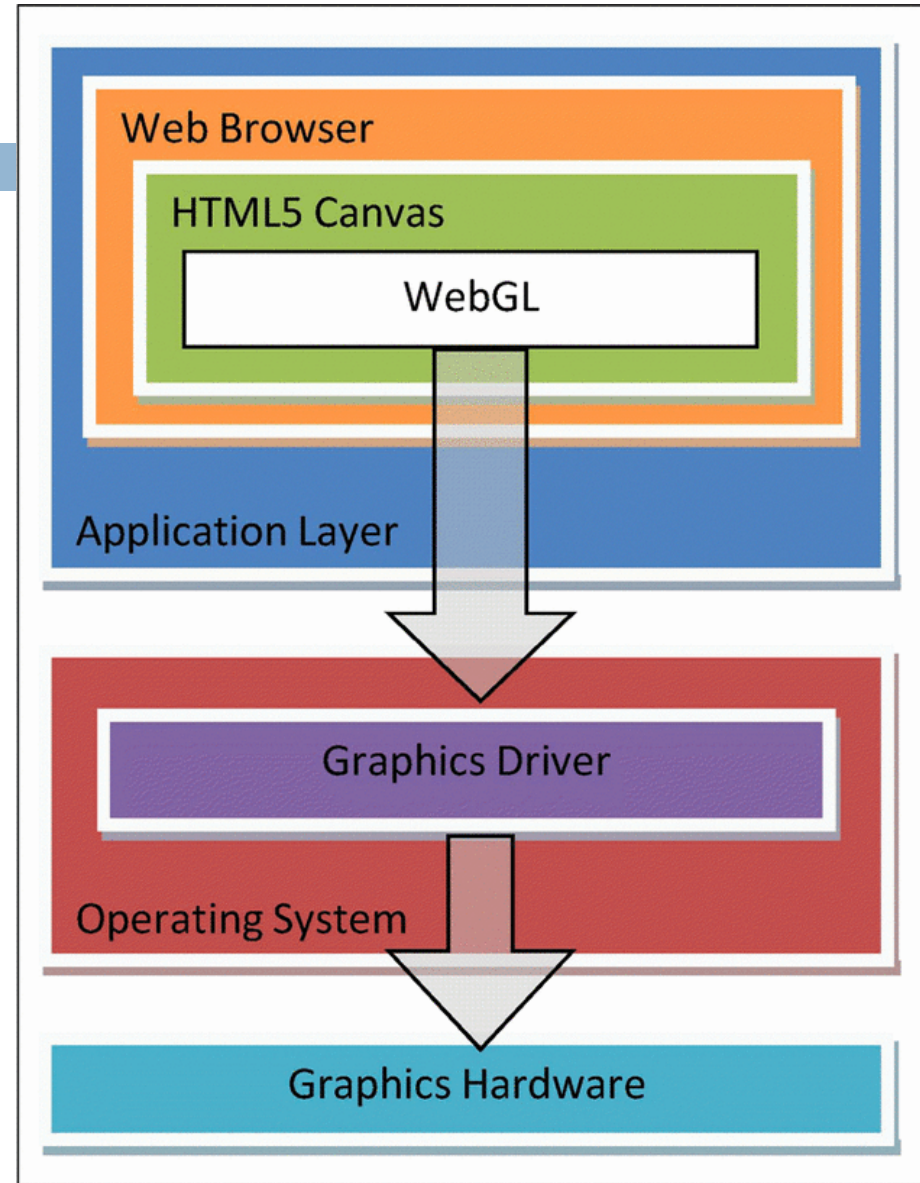 Web Browser
HTML5 Canvas
WebGL
Application Layer
Graphics Driver
Operating System
Graphics Hardware